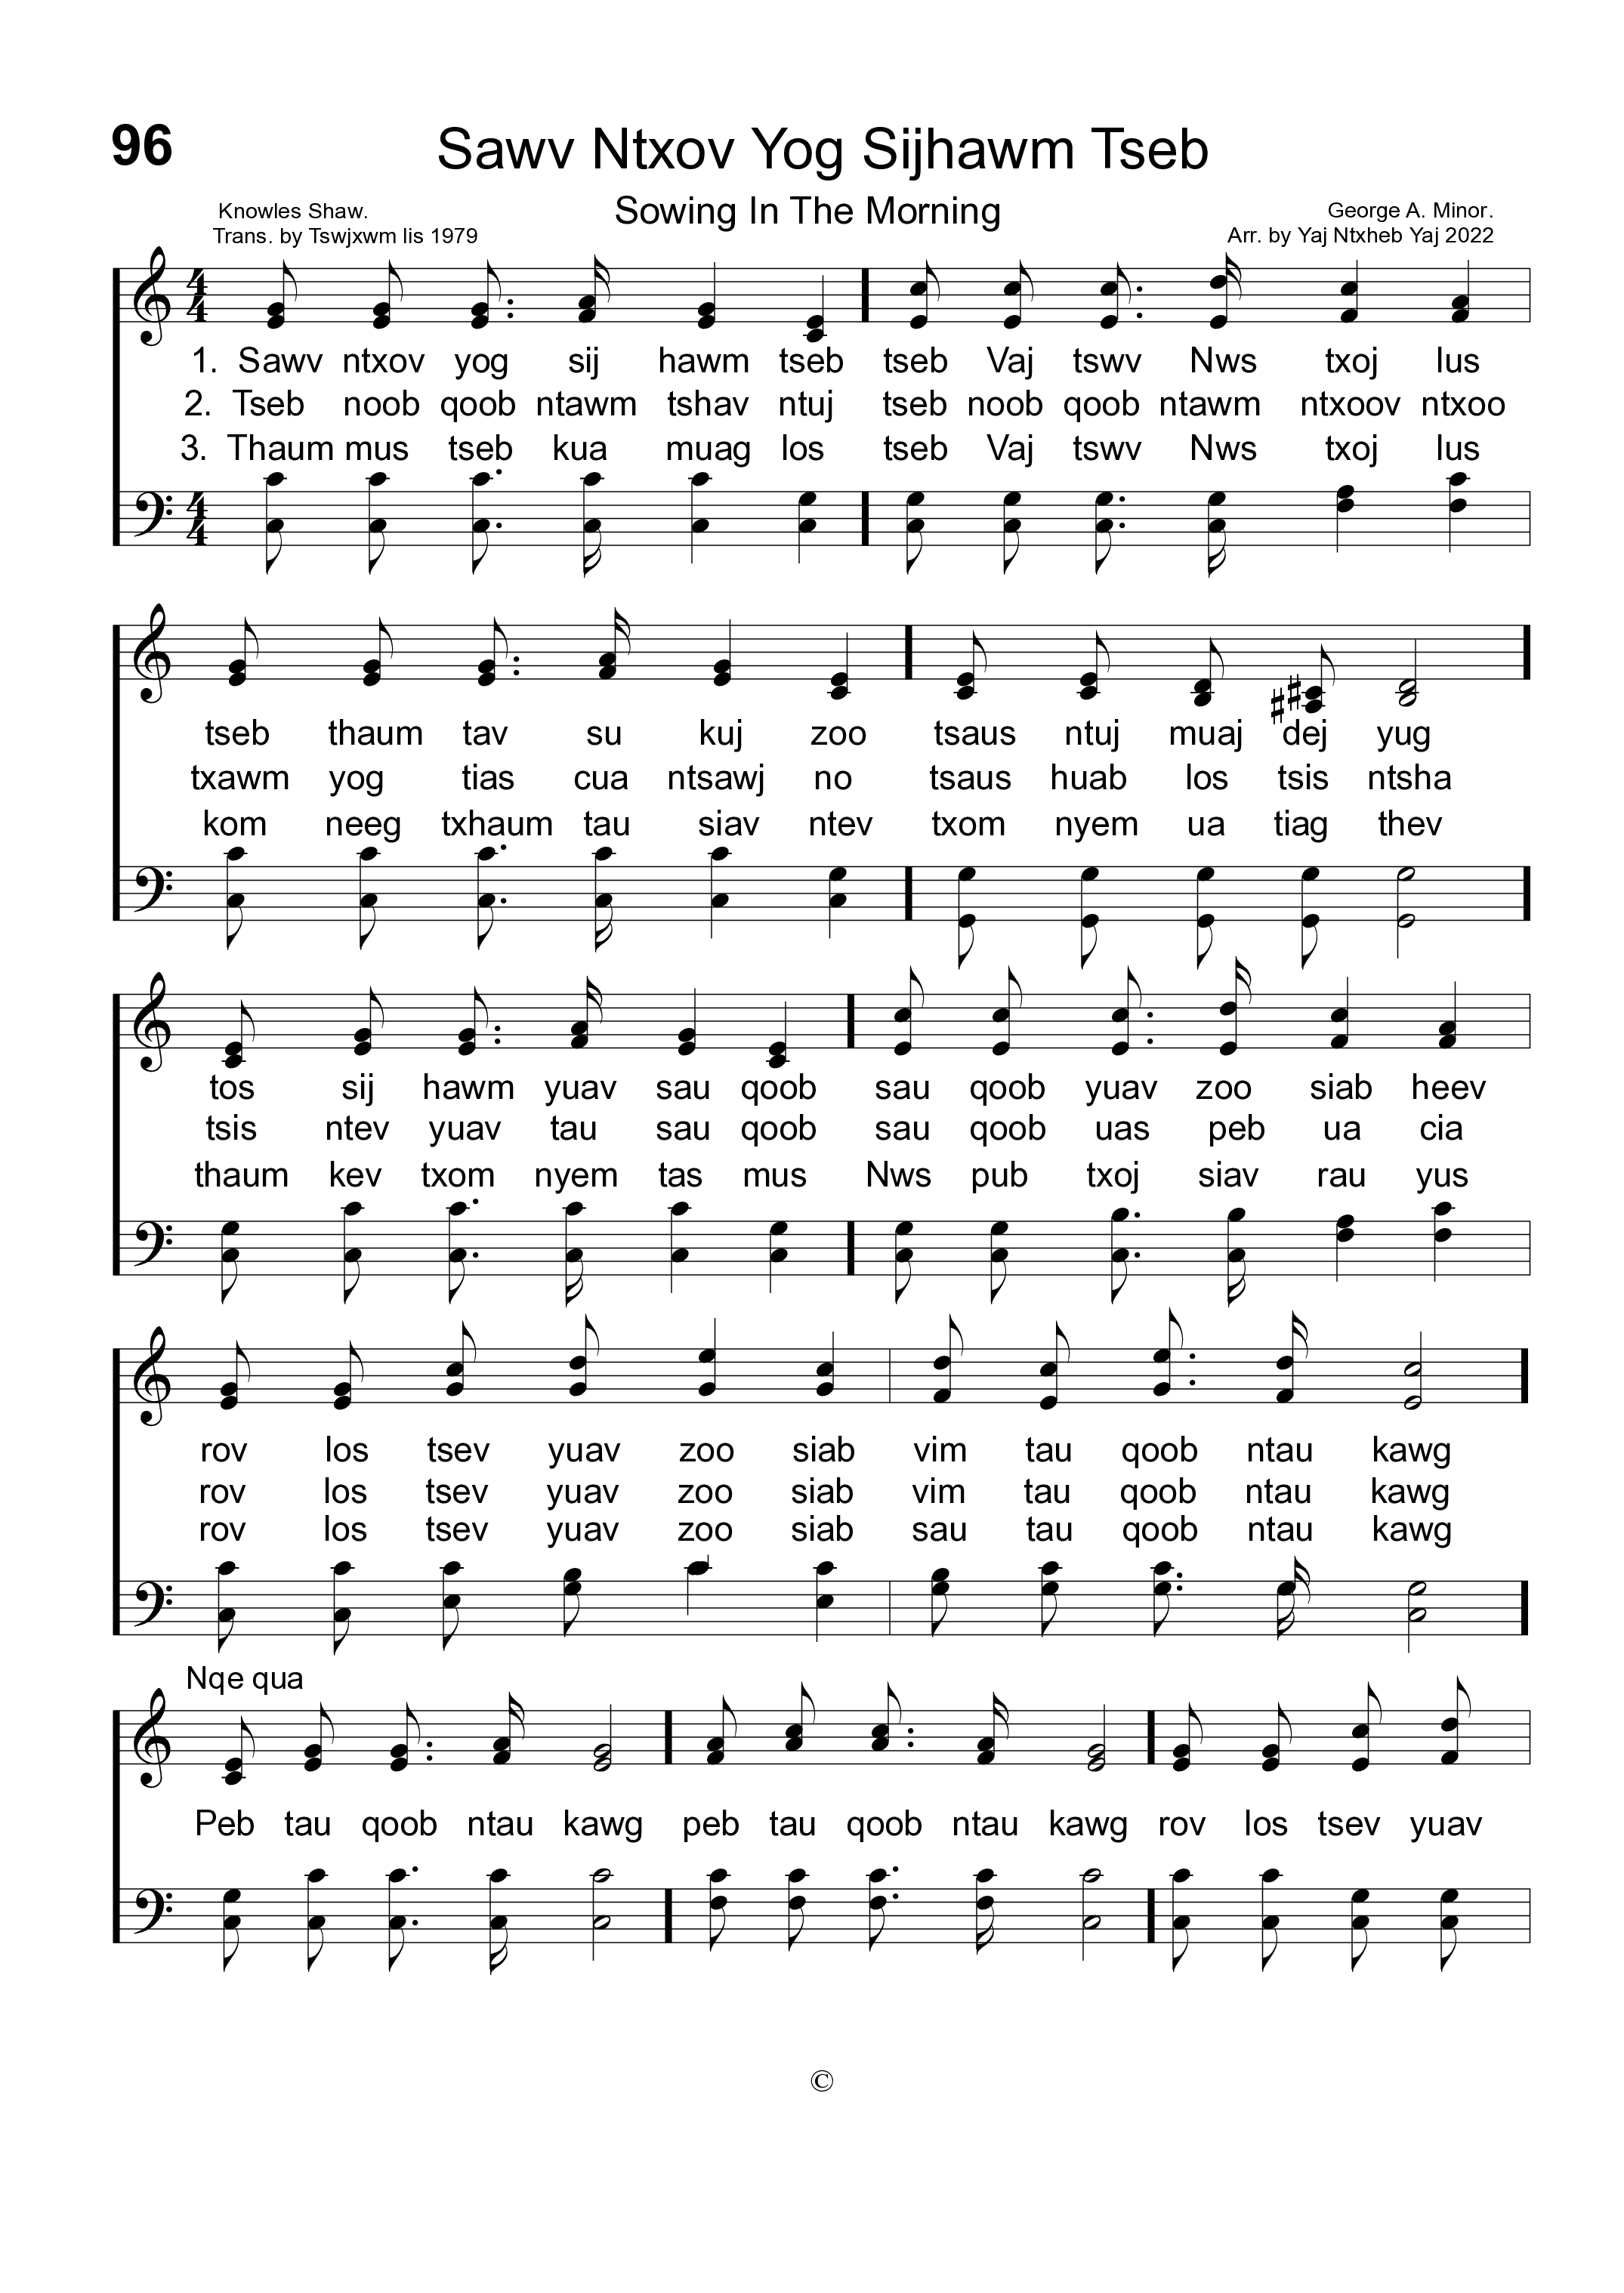 96
Sawv Ntxov Yog Sijhawm Tseb
Sowing In The Morning
Knowles Shaw.
Trans. by Tswjxwm lis 1979
George A. Minor.
Arr. by Yaj Ntxheb Yaj 2022
1. Sawv ntxov yog sij hawm tseb tseb Vaj tswv Nws txoj lus
2. Tseb noob qoob ntawm tshav ntuj tseb noob qoob ntawm ntxoov ntxoo
3. Thaum mus tseb kua muag los tseb Vaj tswv Nws txoj lus
tseb thaum tav su kuj zoo tsaus ntuj muaj dej yug
txawm yog tias cua ntsawj no tsaus huab los tsis ntsha
kom neeg txhaum tau siav ntev txom nyem ua tiag thev
tos sij hawm yuav sau qoob sau qoob yuav zoo siab heev
tsis ntev yuav tau sau qoob sau qoob uas peb ua cia
thaum kev txom nyem tas mus Nws pub txoj siav rau yus
rov los tsev yuav zoo siab vim tau qoob ntau kawg
rov los tsev yuav zoo siab vim tau qoob ntau kawg
rov los tsev yuav zoo siab sau tau qoob ntau kawg
Nqe qua
Peb tau qoob ntau kawg peb tau qoob ntau kawg rov los tsev yuav
©